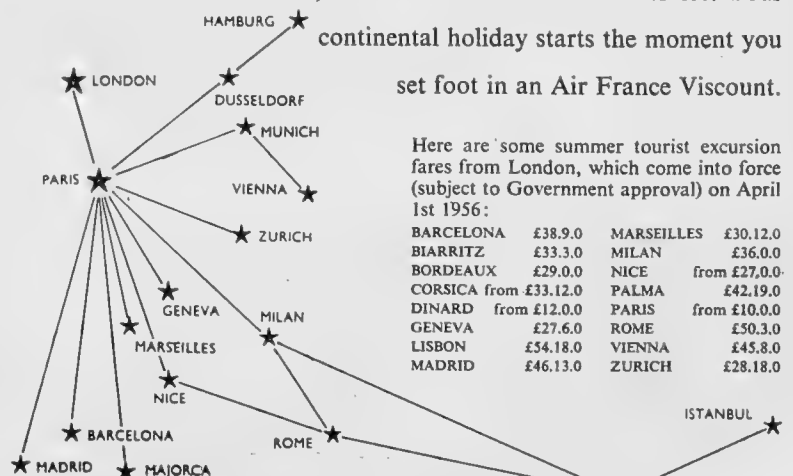 HAMBURG
continental holiday starts the moment you
LONDON
set foot in an Air France Viscount.
DUSSELDORF
MUNICH
Here are some summer tourist excursion
fares from London, which come into force
(subject to Government approval) on April
1st 1956:
PARIS
VIENNA
ZURICH
BARCELONA £38.9.0 MARSEILLES £30.12.0
BIARRITZ £33.3.0 MILAN £36.0.0
BORDEAUX £29.0.0 NICE from £27.0.0
CORSICA from £33.12.0 PALMA £42.19.0
DINARD from £12.0.0 PARIS from £10.0.0
GENEVA £27.6.0 ROME £50.3.0
LISBON £54.18.0 VIENNA £45.8.0
MADRID £46.13.0 ZURICH £28.18.0
GENEVA
MILAN
MARSEILLES
NICE
ISTANBUL
BARCELONA
ROME
MADRID
MAJORCA